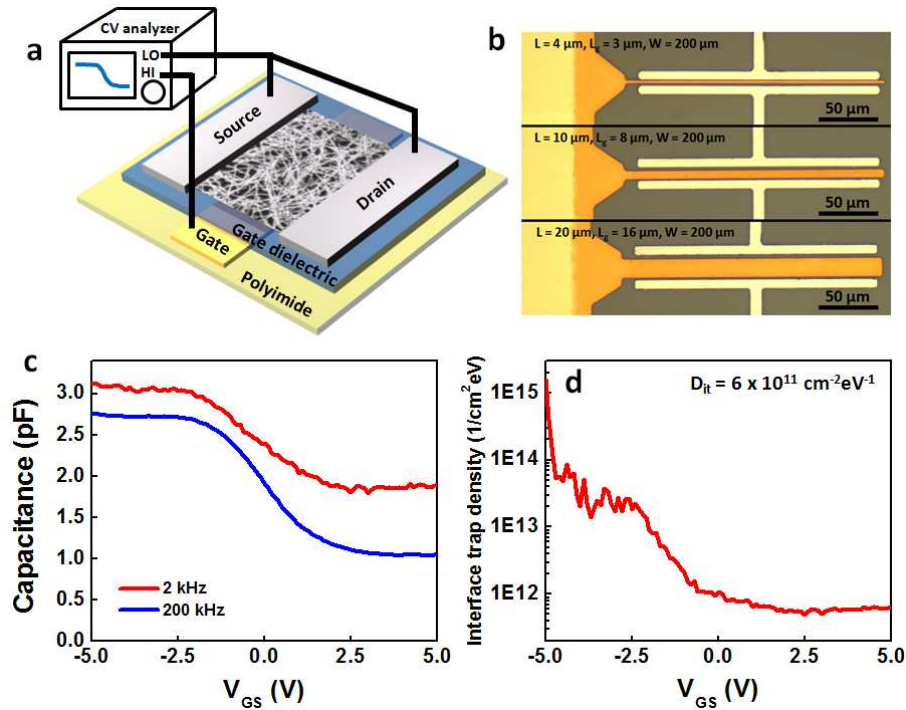 a
CV analyzer
LO
HI
Source
Drain
Gate
Gate dielectric
Polyimide
b
L = 4 μm, Lg = 3 μm, W = 200 μm
50 μm
L = 10 μm, Lg = 8 μm, W = 200 μm
50 μm
L = 20 μm, Lg = 16 μm, W = 200 μm
50 μm
c
Capacitance (pF)
3.0
2.5
2.0
1.5
1.0
0.5
0.0
2 kHz
200 kHz
-5.0 -2.5 0.0 2.5 5.0
VGS (V)
d
Dit = 6 x 10¹¹ cm⁻²eV⁻¹
Interface trap density (1/cm²eV)
1E15
1E14
1E13
1E12
-5.0 -2.5 0.0 2.5 5.0
VGS (V)